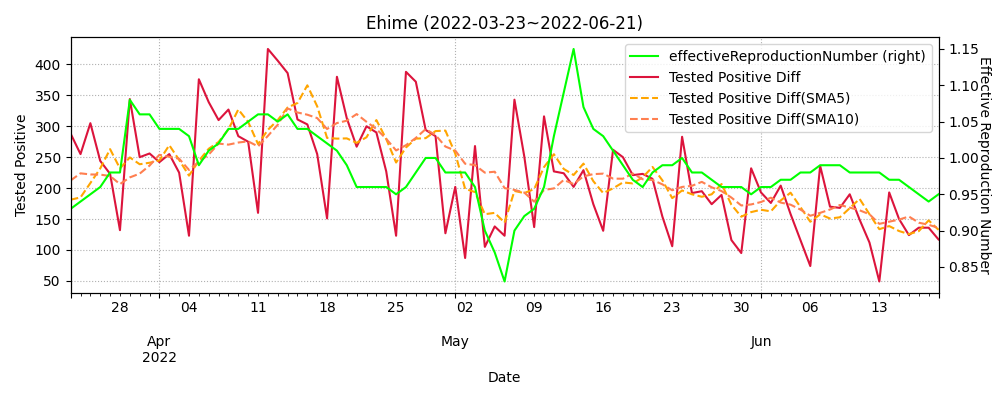 Ehime (2022-03-23~2022-06-21)
effectiveReproductionNumber (right)
Tested Positive Diff
Tested Positive Diff(SMA5)
Tested Positive Diff(SMA10)
Tested Positive
400
350
300
250
200
150
100
50
1.15
1.10
1.05
1.00
0.95
0.90
0.85
Effective Reproduction Number
28 04 11 18 25 02 09 16 23 30 06 13
Apr May Jun
2022
Date